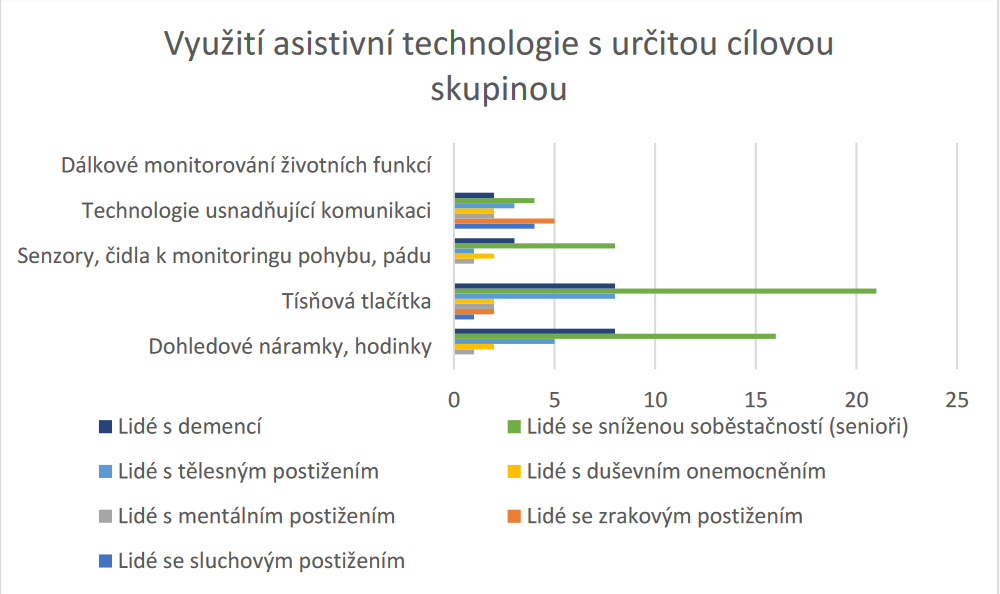 Využití asistivní technologie s určitou cílovou
skupinou
Dálkové monitorování životních funkcí
Technologie usnadňující komunikaci
Senzory, čidla k monitoringu pohybu, pádu
Tísňová tlačítka
Dohledové náramky, hodinky
0 5 10 15 20 25
Lidé s demencí
Lidé se sníženou soběstačností (senioři)
Lidé s tělesným postižením
Lidé s duševním onemocněním
Lidé s mentálním postižením
Lidé se zrakovým postižením
Lidé se sluchovým postižením